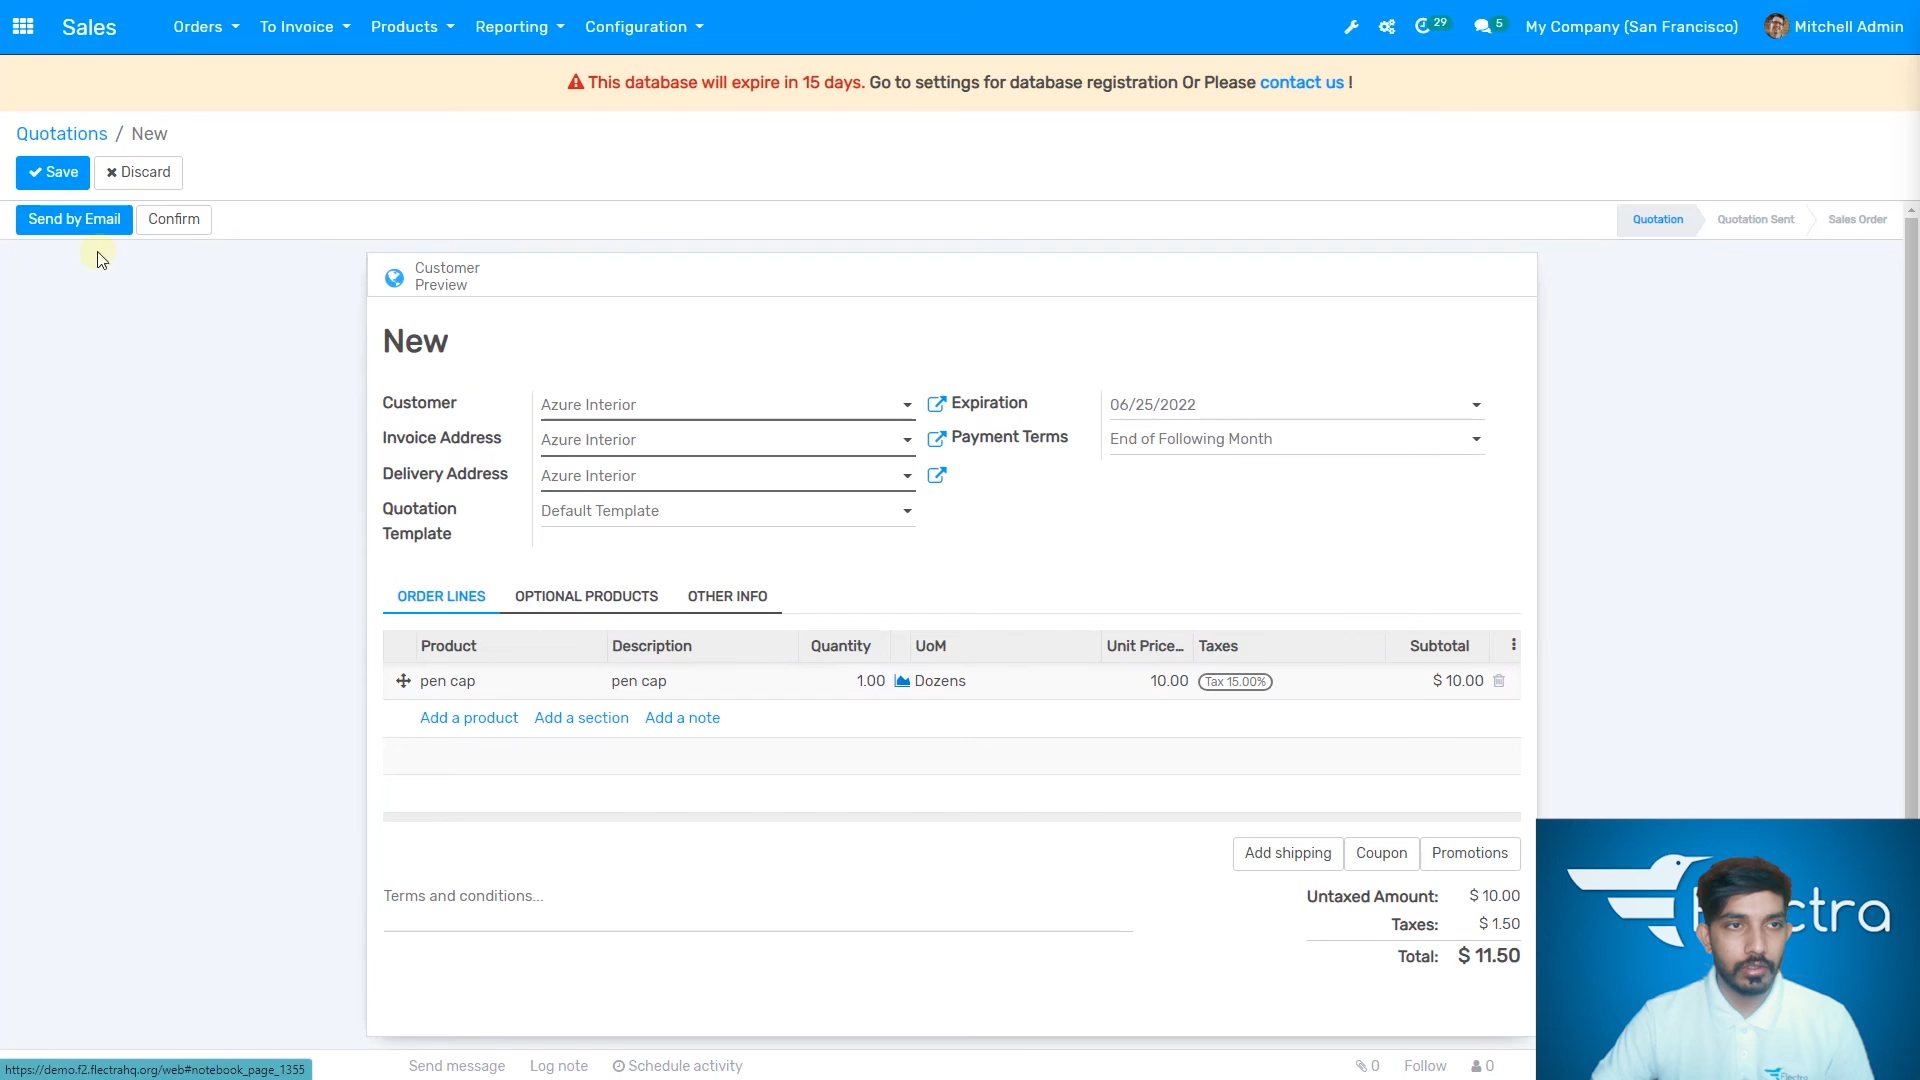 Sales Orders To Invoice Products Reporting Configuration 29 5 My Company (San Francisco) Mitchell Admin
This database will expire in 15 days. Go to settings for database registration Or Please contact us !
Quotations / New
Save Discard
Send by Email Confirm Quotation Quotation Sent Sales Order
Customer
Preview
New
Customer Azure Interior Expiration 06/25/2022
Invoice Address Azure Interior Payment Terms End of Following Month
Delivery Address Azure Interior
Quotation
Template Default Template
ORDER LINES OPTIONAL PRODUCTS OTHER INFO
Product Description Quantity UoM Unit Price... Taxes Subtotal
pen cap pen cap 1.00 Dozens 10.00 Tax 15.00% $ 10.00
Add a product Add a section Add a note
Add shipping Coupon Promotions
Terms and conditions...
Untaxed Amount: $ 10.00
Taxes: $ 1.50
Total: $ 11.50
Send message Log note Schedule activity 0 Follow 0
https://demo.f2.flectrahq.org/web#notebook_page_1355
Flectra